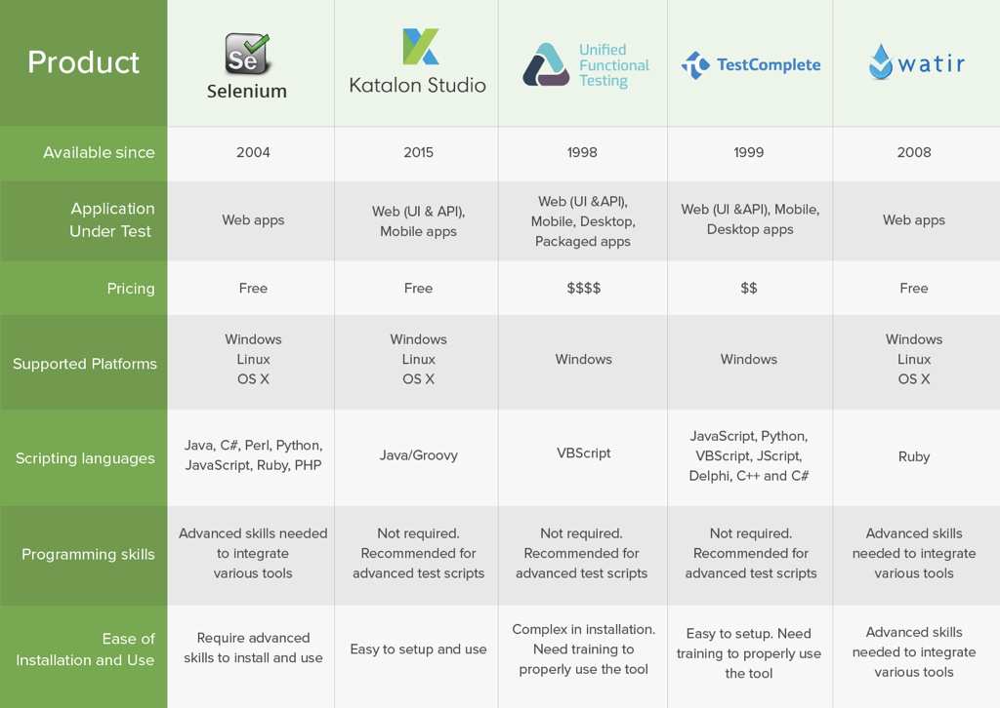 Product
Se
Selenium
Katalon Studio
Unified
Functional
Testing
TestComplete
watir
Available since
2004
2015
1998
1999
2008
Application
Under Test
Web apps
Web (UI & API),
Mobile apps
Web (UI &API),
Mobile, Desktop,
Packaged apps
Web (UI &API), Mobile,
Desktop apps
Web apps
Pricing
Free
Free
$$$$
$$
Free
Supported Platforms
Windows
Linux
OS X
Windows
Linux
OS X
Windows
Windows
Windows
Linux
OS X
Scripting languages
Java, C#, Perl, Python,
JavaScript, Ruby, PHP
Java/Groovy
VBScript
JavaScript, Python,
VBScript, JScript,
Delphi, C++ and C#
Ruby
Programming skills
Advanced skills needed
to integrate
various tools
Not required.
Recommended for
advanced test scripts
Not required.
Recommended for
advanced test scripts
Not required.
Recommended for
advanced test scripts
Advanced skills
needed to integrate
various tools
Ease of
Installation and Use
Require advanced
skills to install and use
Easy to setup and use
Complex in installation.
Need training to
properly use the tool
Easy to setup. Need
training to properly use
the tool
Advanced skills
needed to integrate
various tools